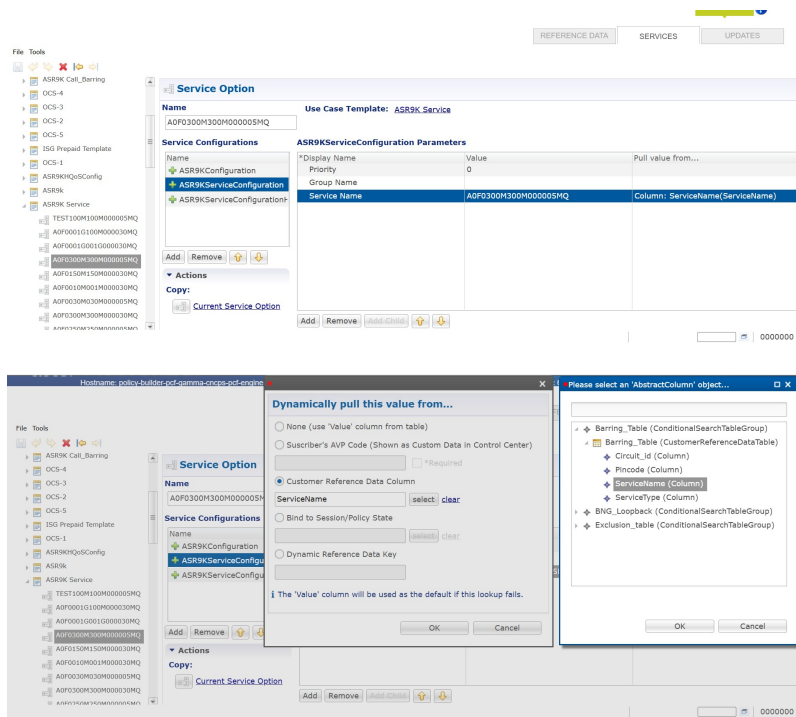 REFERENCE DATA SERVICES UPDATES
File Tools
ASR9K Call_Barring
OCS-4
OCS-3
OCS-2
OCS-5
ISG Prepaid Template
OCS-1
ASR9KHQoSConfig
ASR9k
ASR9K Service
TEST100M100M000005MQ
A0F0001G100M000030MQ
A0F0001G001G000030MQ
A0F0300M300M000005MQ
A0F0150M150M000030MQ
A0F0010M001M000030MQ
A0F0030M030M000005MQ
A0F0300M300M000030MQ
A0F0250M250M000005MQ
Service Option
Name
Use Case Template: ASR9K Service
A0F0300M300M000005MQ
Service Configurations
Name
ASR9KConfiguration
ASR9KServiceConfiguration
ASR9KServiceConfigurationH
Add Remove
Actions
Copy:
Current Service Option
ASR9KServiceConfiguration Parameters
*Display Name Value Pull value from...
Priority 0
Group Name
Service Name A0F0300M300M000005MQ Column: ServiceName(ServiceName)
Add Remove Add Child
0000000
Hostname: policy-builder-pcf-gamma-cncps-pcf-engine
File Tools
ASR9K Call_Barring
OCS-4
OCS-3
OCS-2
OCS-5
ISG Prepaid Template
OCS-1
ASR9KHQoSConfig
ASR9k
ASR9K Service
TEST100M100M000005MQ
A0F0001G100M000030MQ
A0F0001G001G000030MQ
A0F0300M300M000005MQ
A0F0150M150M000030MQ
A0F0010M001M000030MQ
A0F0030M030M000005MQ
A0F0300M300M000030MQ
A0F0250M250M000005MQ
Service Option
Name
A0F0300M300M000005M
Service Configurations
Name
ASR9KConfiguration
ASR9KServiceConfigu
ASR9KServiceConfigu
Add Remove
Actions
Copy:
Current Service Option
Dynamically pull this value from...
None (use 'Value' column from table)
Suscriber's AVP Code (Shown as Custom Data in Control Center)
*Required
Customer Reference Data Column
ServiceName select clear
Bind to Session/Policy State
select clear
Dynamic Reference Data Key
The 'Value' column will be used as the default if this lookup fails.
OK Cancel
Please select an 'AbstractColumn' object...
Barring_Table (ConditionalSearchTableGroup)
Barring_Table (CustomerReferenceDataTable)
Circuit_id (Column)
Pincode (Column)
ServiceName (Column)
ServiceType (Column)
BNG_Loopback (ConditionalSearchTableGroup)
Exclusion_table (ConditionalSearchTableGroup)
OK Cancel
Add Remove Add Child
0000000